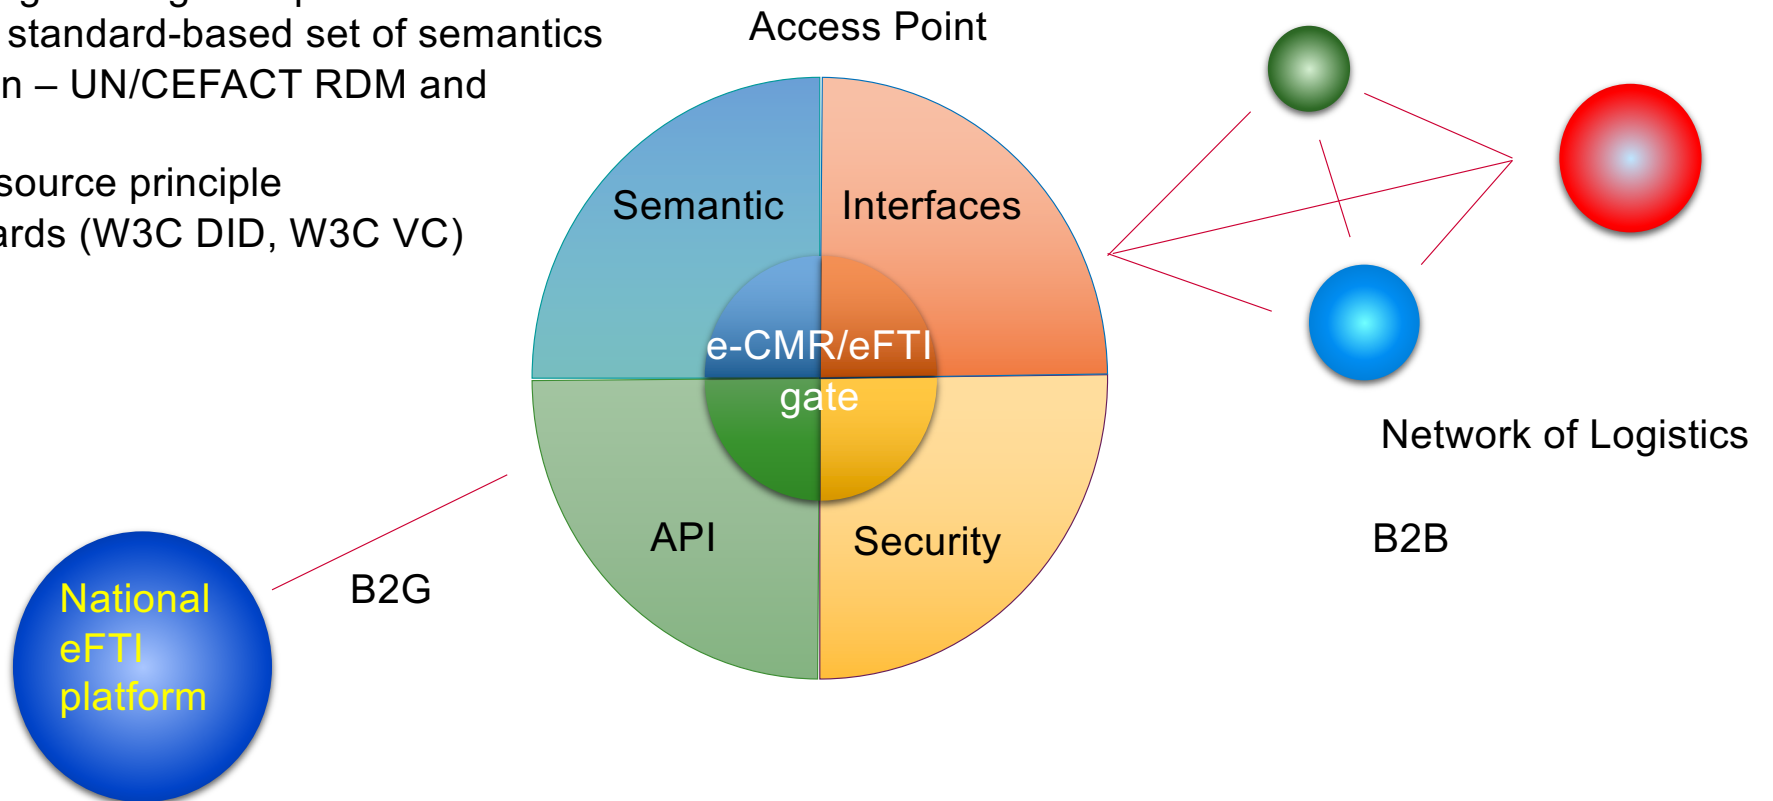 standard-based set of semantics
n – UN/CEFACT RDM and
source principle
ards (W3C DID, W3C VC)
Access Point
Semantic
Interfaces
e-CMR/eFTI
gate
API
Security
Network of Logistics
B2B
B2G
National
eFTI
platform